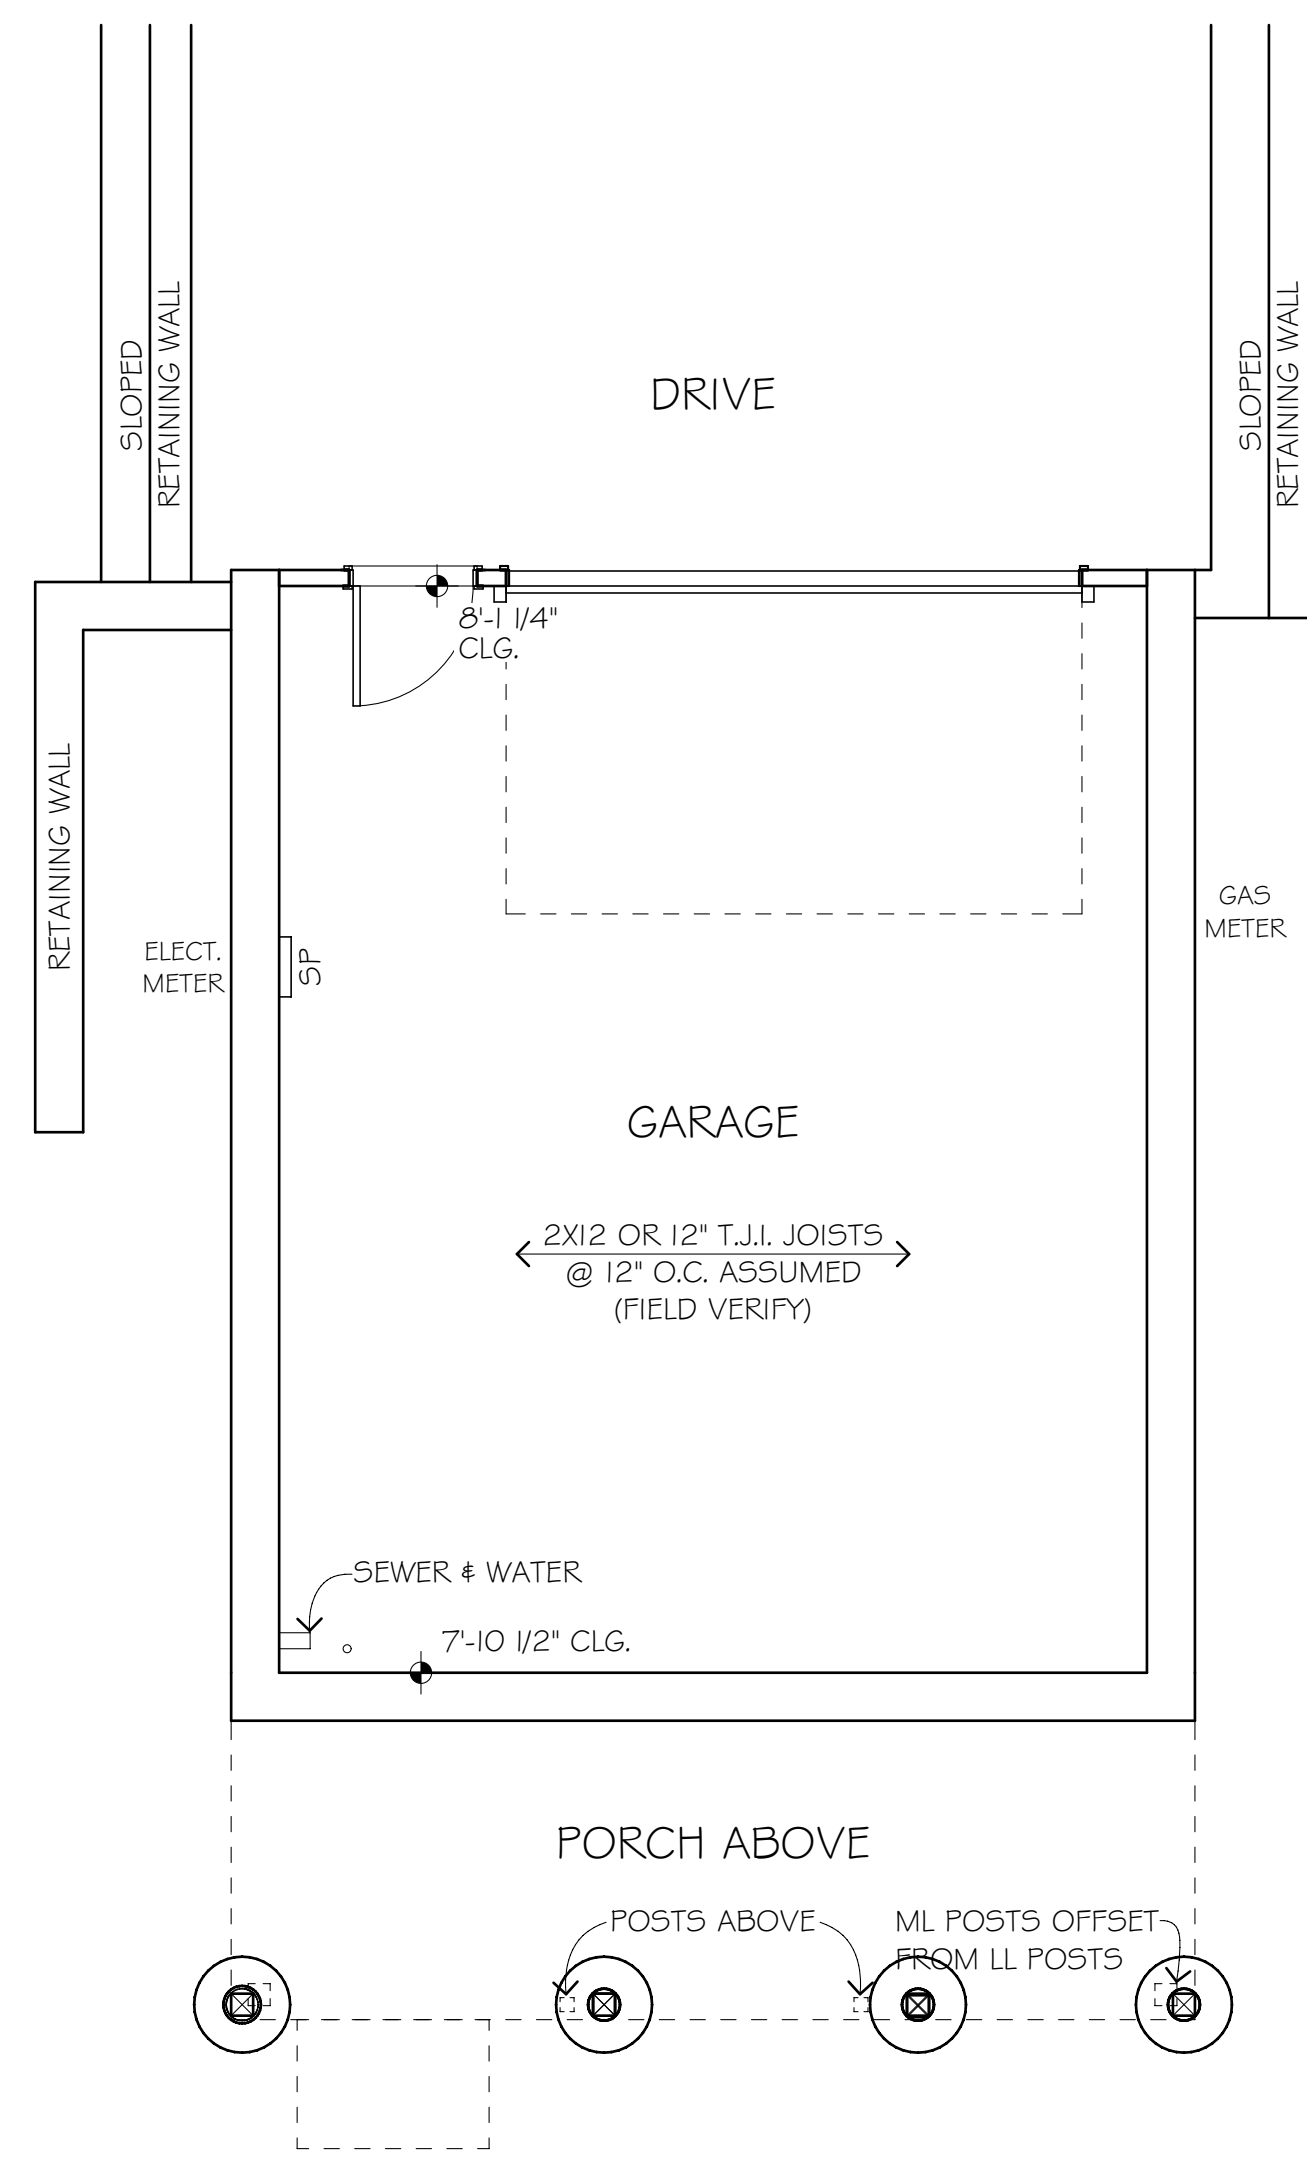 SLOPED
RETAINING WALL
SLOPED
RETAINING WALL
DRIVE
8'-1 1/4"
CLG.
RETAINING WALL
ELECT.
METER
SP
GAS
METER
GARAGE
2X12 OR 12" T.J.I. JOISTS
@ 12" O.C. ASSUMED
(FIELD VERIFY)
SEWER & WATER
7'-10 1/2" CLG.
PORCH ABOVE
POSTS ABOVE
ML POSTS OFFSET
FROM LL POSTS